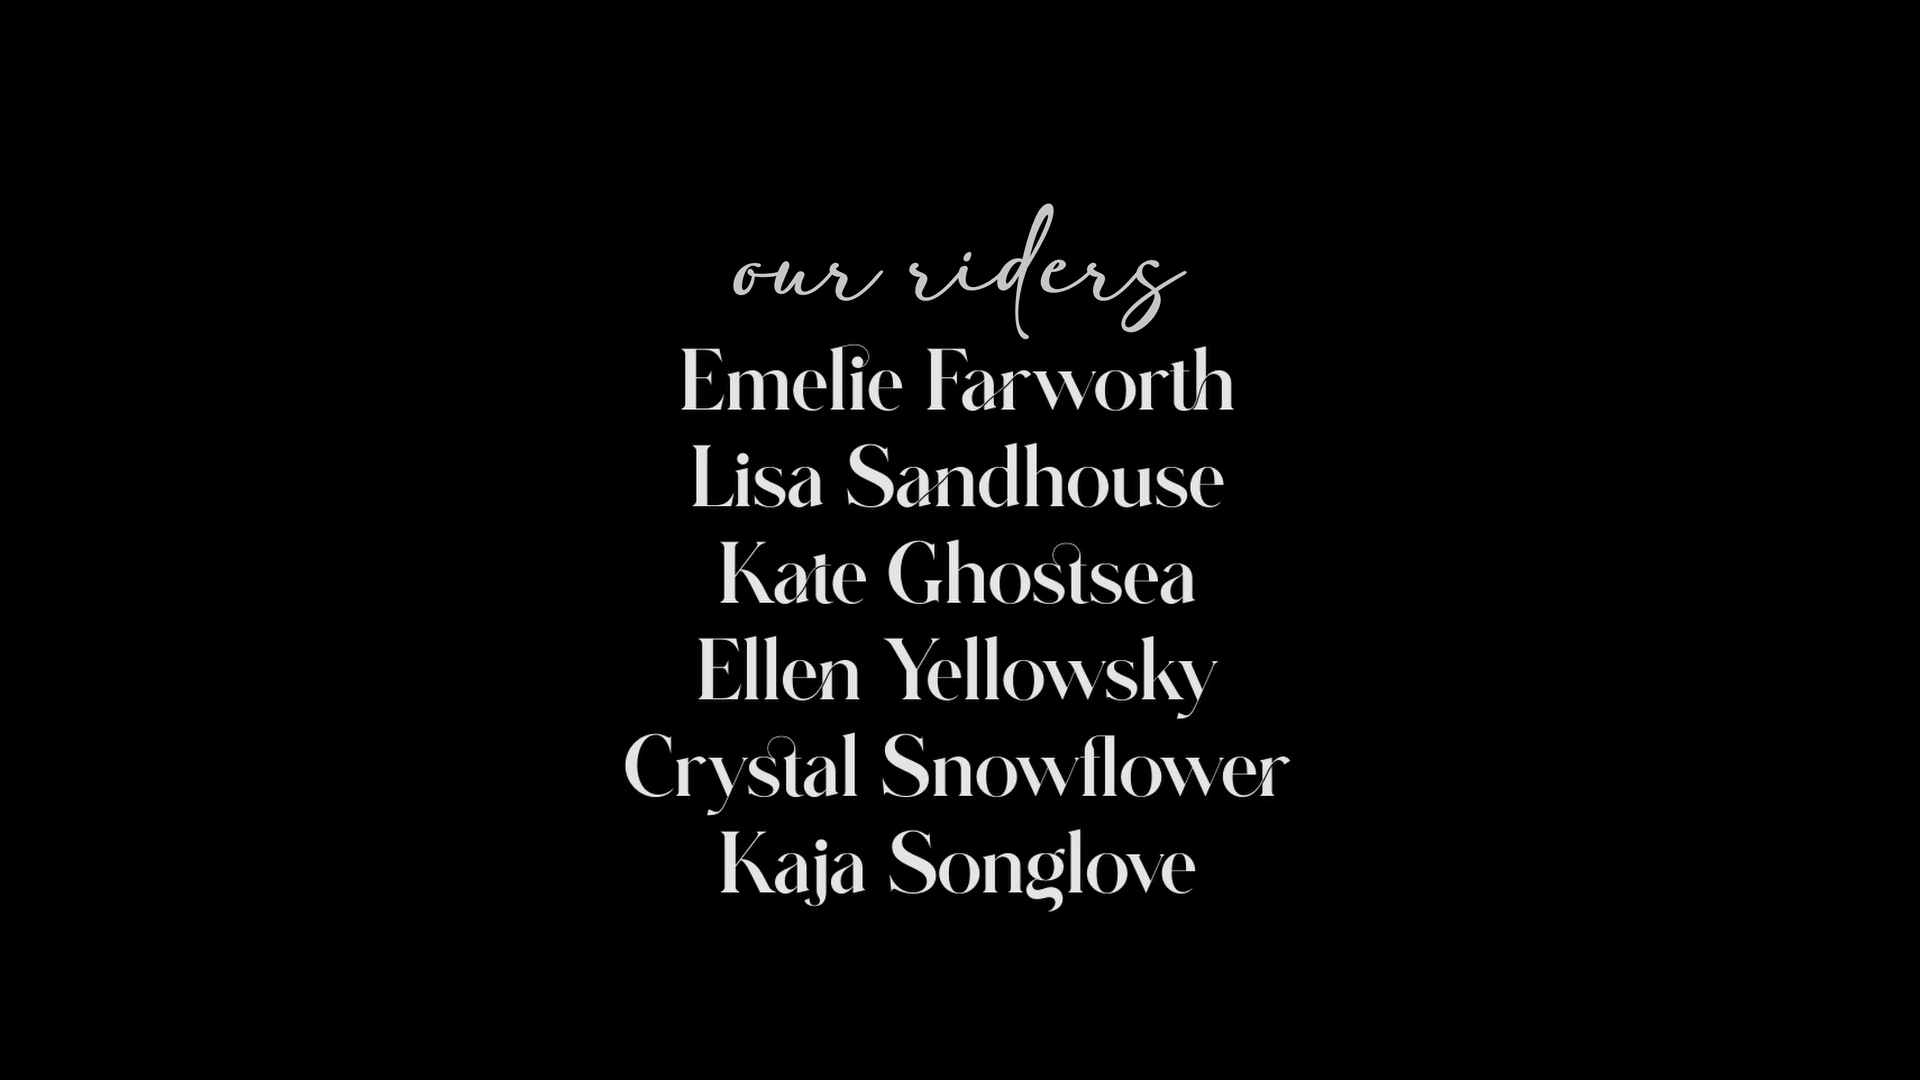 our riders
Emelie Farworth
Lisa Sandhouse
Kate Ghostsea
Ellen Yellowsky
Crystal Snowflower
Kaja Songlove